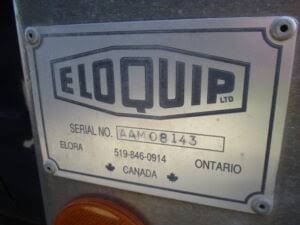 ELOQUIP LTD
SERIAL NO. AAM08143
519-846-0914
ELORA ONTARIO
CANADA